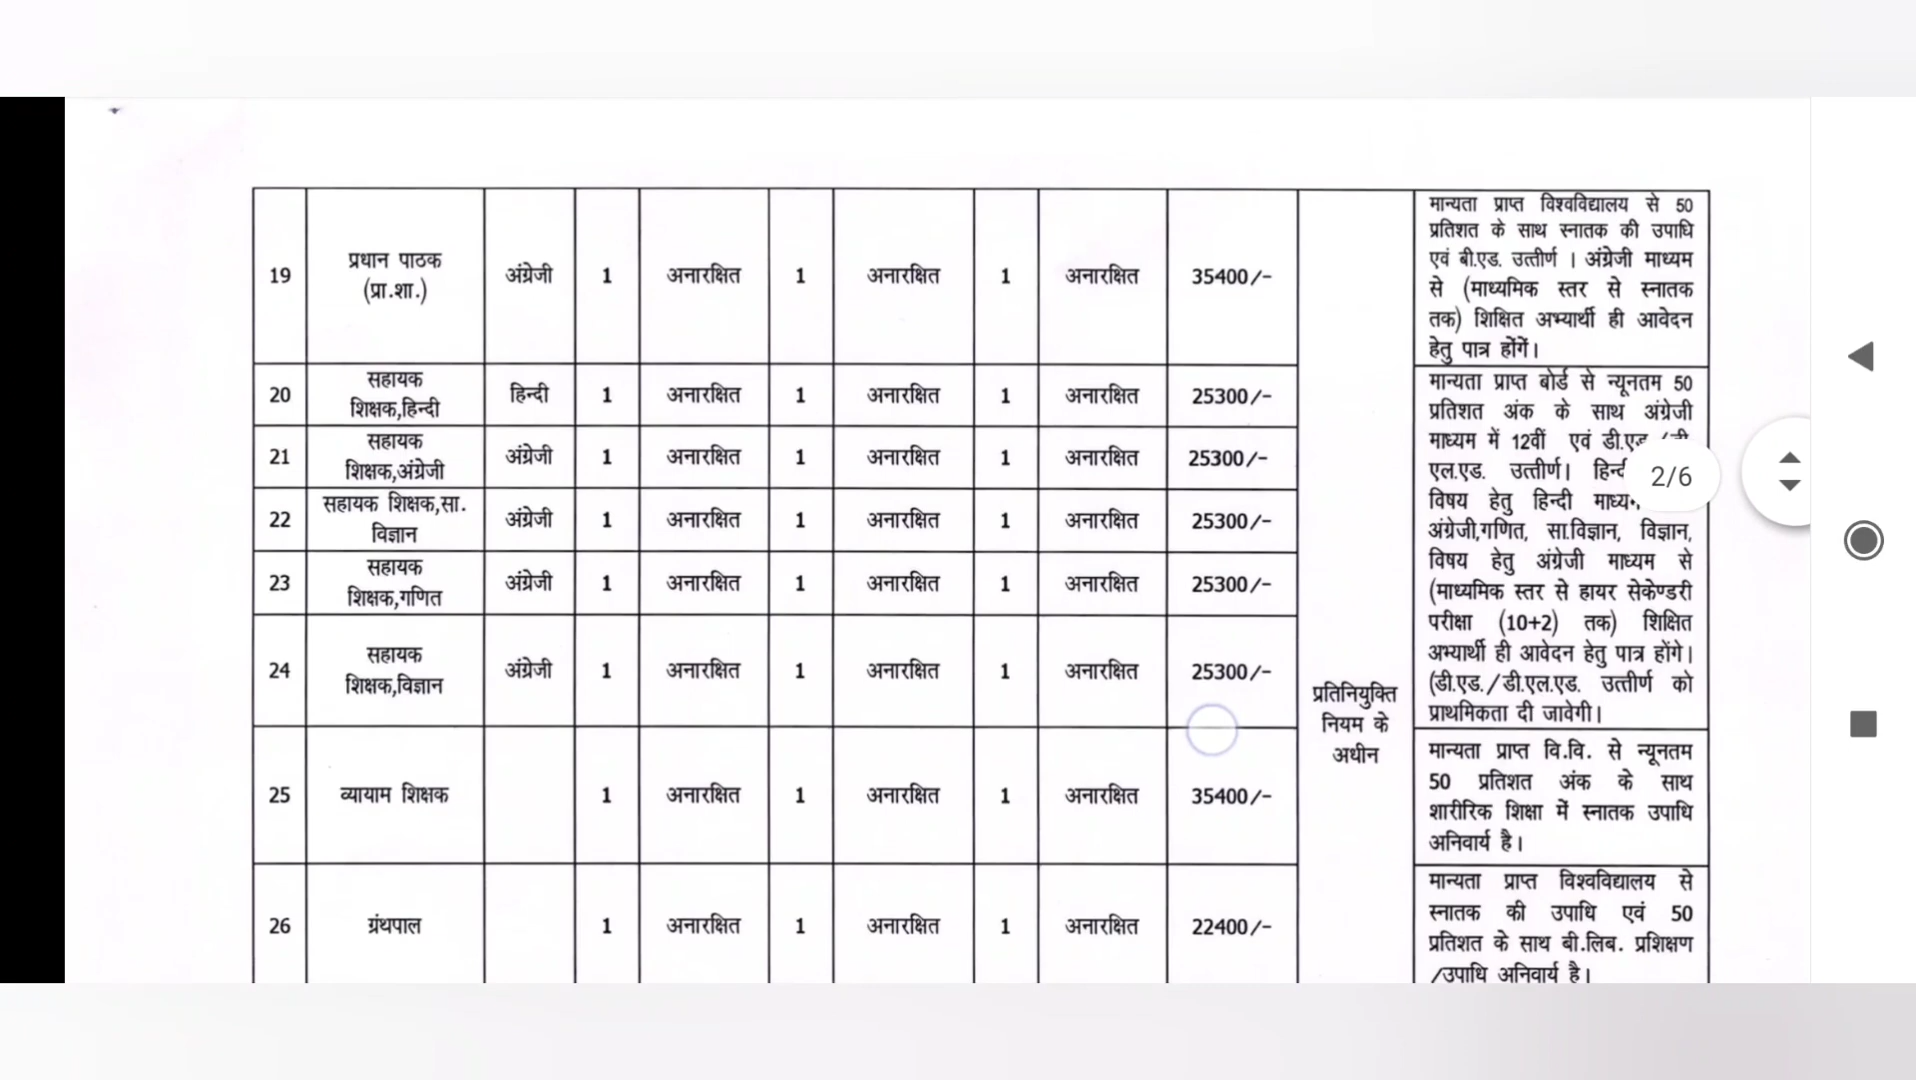 19
प्रधान पाठक
(प्रा.शा.)
अंग्रेजी
1
अनारक्षित
1
अनारक्षित
1
अनारक्षित
35400/-
मान्यता प्राप्त विश्वविद्यालय से 50
प्रतिशत के साथ स्नातक की उपाधि
एवं बी.एड. उत्तीर्ण । अंग्रेजी माध्यम
से (माध्यमिक स्तर से स्नातक
तक) शिक्षित अभ्यार्थी ही आवेदन
हेतु पात्र होंगें।
20
सहायक
शिक्षक,हिन्दी
हिन्दी
1
अनारक्षित
1
अनारक्षित
1
अनारक्षित
25300/-
21
सहायक
शिक्षक,अंग्रेजी
अंग्रेजी
1
अनारक्षित
1
अनारक्षित
1
अनारक्षित
25300/-
22
सहायक शिक्षक,सा.
विज्ञान
अंग्रेजी
1
अनारक्षित
1
अनारक्षित
1
अनारक्षित
25300/-
23
सहायक
शिक्षक,गणित
अंग्रेजी
1
अनारक्षित
1
अनारक्षित
1
अनारक्षित
25300/-
24
सहायक
शिक्षक,विज्ञान
अंग्रेजी
1
अनारक्षित
1
अनारक्षित
1
अनारक्षित
25300/-
मान्यता प्राप्त बोर्ड से न्यूनतम 50
प्रतिशत अंक के साथ अंग्रेजी
माध्यम में 12वीं एवं
एल.एड. उत्तीर्ण।
विषय हेतु हिन्दी
अंग्रेजी,गणित, सा.विज्ञान, विज्ञान,
विषय हेतु अंग्रेजी माध्यम से
(माध्यमिक स्तर से हायर सेकेण्डरी
परीक्षा (10+2) तक) शिक्षित
अभ्यार्थी ही आवेदन हेतु पात्र होंगे।
(डी.एड./डी.एल.एड. उत्तीर्ण को
प्राथमिकता दी जावेगी।
2/6
प्रतिनियुक्ति
नियम के
अधीन
25
व्यायाम शिक्षक
1
अनारक्षित
1
अनारक्षित
1
अनारक्षित
35400/-
मान्यता प्राप्त वि.वि. से न्यूनतम
50 प्रतिशत अंक के साथ
शारीरिक शिक्षा में स्नातक उपाधि
अनिवार्य है।
26
ग्रंथपाल
1
अनारक्षित
1
अनारक्षित
1
अनारक्षित
22400/-
मान्यता प्राप्त विश्वविद्यालय से
स्नातक की उपाधि एवं 50
प्रतिशत के साथ बी.लिब. प्रशिक्षण
/उपाधि अनिवार्य है।